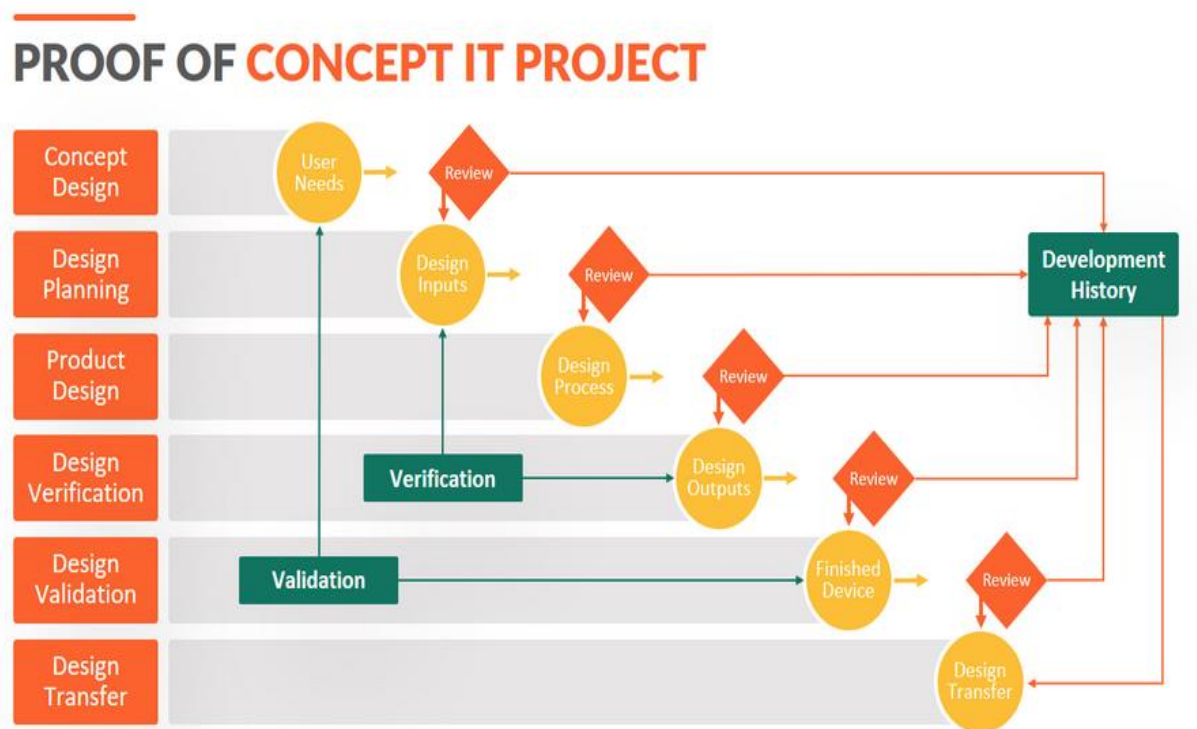 PROOF OF CONCEPT IT PROJECT
Concept
Design
User
Needs
Review
Design
Planning
Design
Inputs
Review
Development
History
Product
Design
Design
Process
Review
Design
Verification
Verification
Design
Outputs
Review
Design
Validation
Validation
Finished
Device
Review
Design
Transfer
Design
Transfer